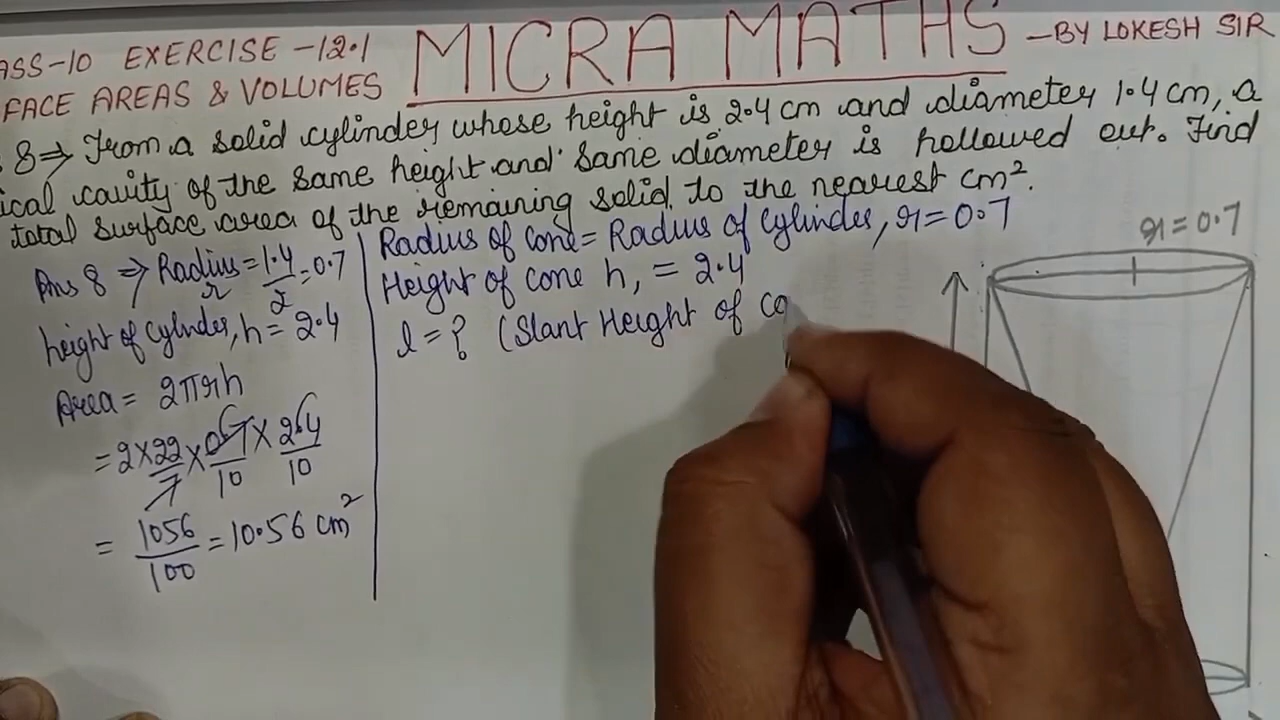 ASS-10 EXERCISE -12.1 MICRA MATHS -BY LOKESH SIR
FACE AREAS & VOLUMES
8⇒ From a solid cylinder, whose height is 2.4 cm and diameter 1.4 cm, a
ical cavity of the same height and same diameter is hollowed out. Find
total surface area of the remaining solid to the nearest cm².
Ans 8 ⇒ Radius = 1.4/2 = 0.7
r
height of cylinder, h = 2.4
Area = 2πrh
= 2 × 22/7 × 0.7/10 × 2.4/10
= 1056/100 = 10.56 cm²
Radius of cone = Radius of cylinder, r = 0.7
Height of cone h, = 2.4
l = ? (Slant Height of co
r = 0.7